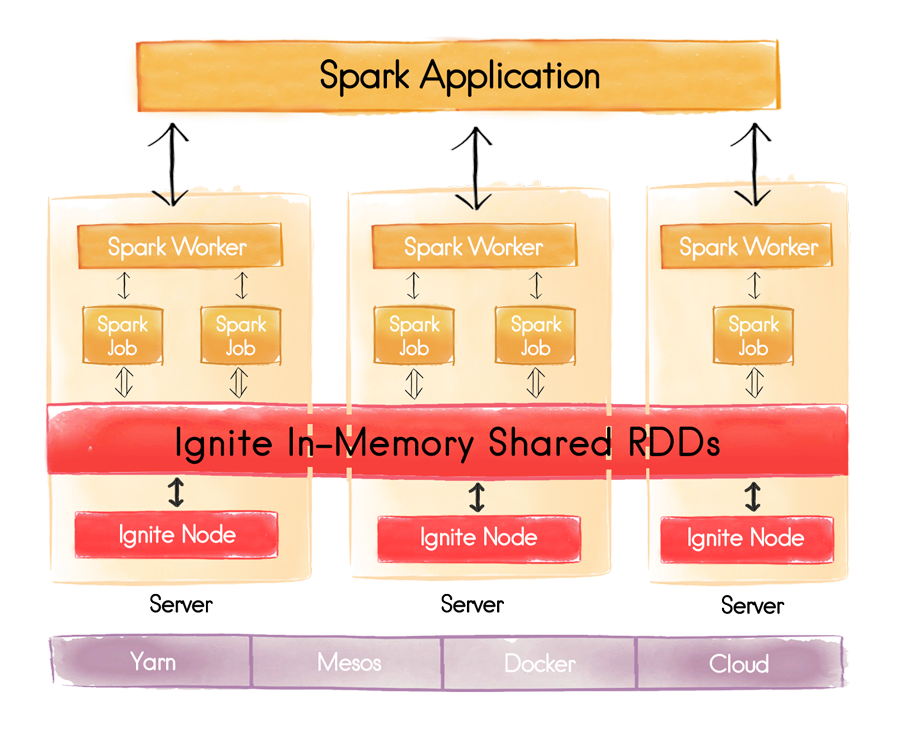 Spark Application
Spark Worker
Spark Worker
Spark Worker
Spark
Job
Spark
Job
Spark
Job
Spark
Job
Spark
Job
Ignite In-Memory Shared RDDs
Ignite Node
Ignite Node
Ignite Node
Server
Server
Server
Yarn
Mesos
Docker
Cloud